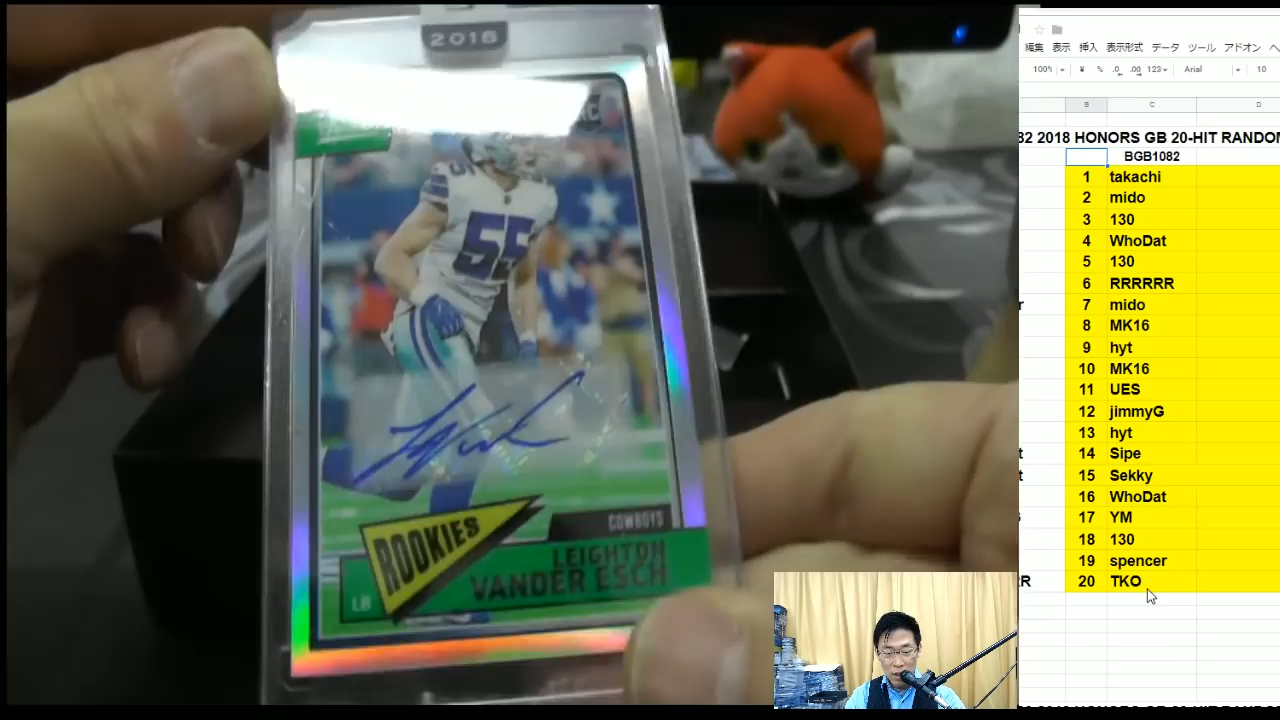 2018
55
ROOKIES
COWBOYS
LEIGHTON
VANDER ESCH
LB
編集 表示 挿入 表示形式 データ ツール アドオン ヘ
100% ¥ % .0 .00 123 Arial 10
B C D
2018 HONORS GB 20-HIT RANDO
BGB1082
1 takachi
2 mido
3 130
4 WhoDat
5 130
6 RRRRRR
7 mido
8 MK16
9 hyt
10 MK16
11 UES
12 jimmyG
13 hyt
14 Sipe
15 Sekky
16 WhoDat
17 YM
18 130
19 spencer
20 TKO